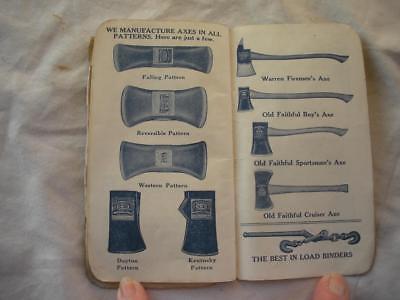 WE MANUFACTURE AXES IN ALL
PATTERNS. Here are just a few.
Falling Pattern
Reversible Pattern
Western Pattern
Dayton
Pattern
Kentucky
Pattern
Warren Firemen's Axe
Old Faithful Boy's Axe
Old Faithful Sportsmen's Axe
Old Faithful Cruiser Axe
THE BEST IN LOAD BINDERS